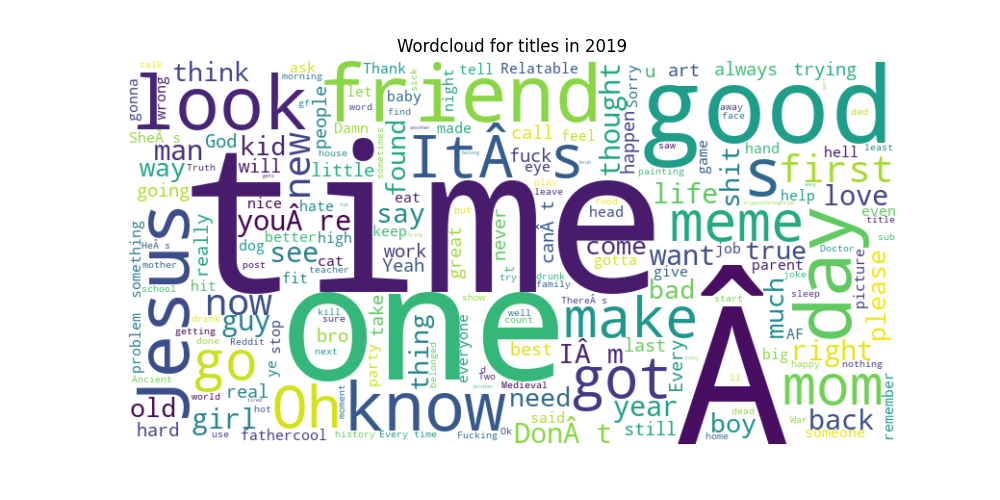 Wordcloud for titles in 2019
talk
think
morning
ask
friend
Thank
tell
Relatable
u
art
always
trying
gonna
wrong
look
people
let
word
baby
find
night
sick
thought
happen
Sorry
good
away
face
dad
SheÂ s
God
kid
new
Damn
sometimes
another
made
call
feel
game
saw
hand
hell
least
man
Truth
will
house
little
found
ItÂ s
fuck
eye
painting
shit
s
first
way
going
nice
hate
eat
time
play
leave
life
help
love
even
youÂ re
say
food
head
meme
title
Jesus
really
dog
better
high
keep
great
never
canÂ t
come
want
job
true
Doctor
sub
HeÂ s
mother
something
post
see
cat
fit
teacher
work
Yeah
try
drunk
family
gotta
give
parent
joke
picture
please
day
school
hit
now
one
put
show
ThereÂ s
bad
start
sleep
much
problem
drink
guy
kill
sure
next
bro
take
thing
well
count
make
Â
AF
getting
done
Reddit
ye
stop
party
everyone
belonged
best
IÂ m
last
Every
today
big
right
happy
nothing
Ancient
go
world
real
d
Two
brother
Medieval
got
ll
mom
old
girl
hot
tired
Oh
moment
know
need
said
year
dead
War
back
remember
hard
use
fathercool
history
Every time
Fucking
Ok
DonÂ t
still
boy
home
someone